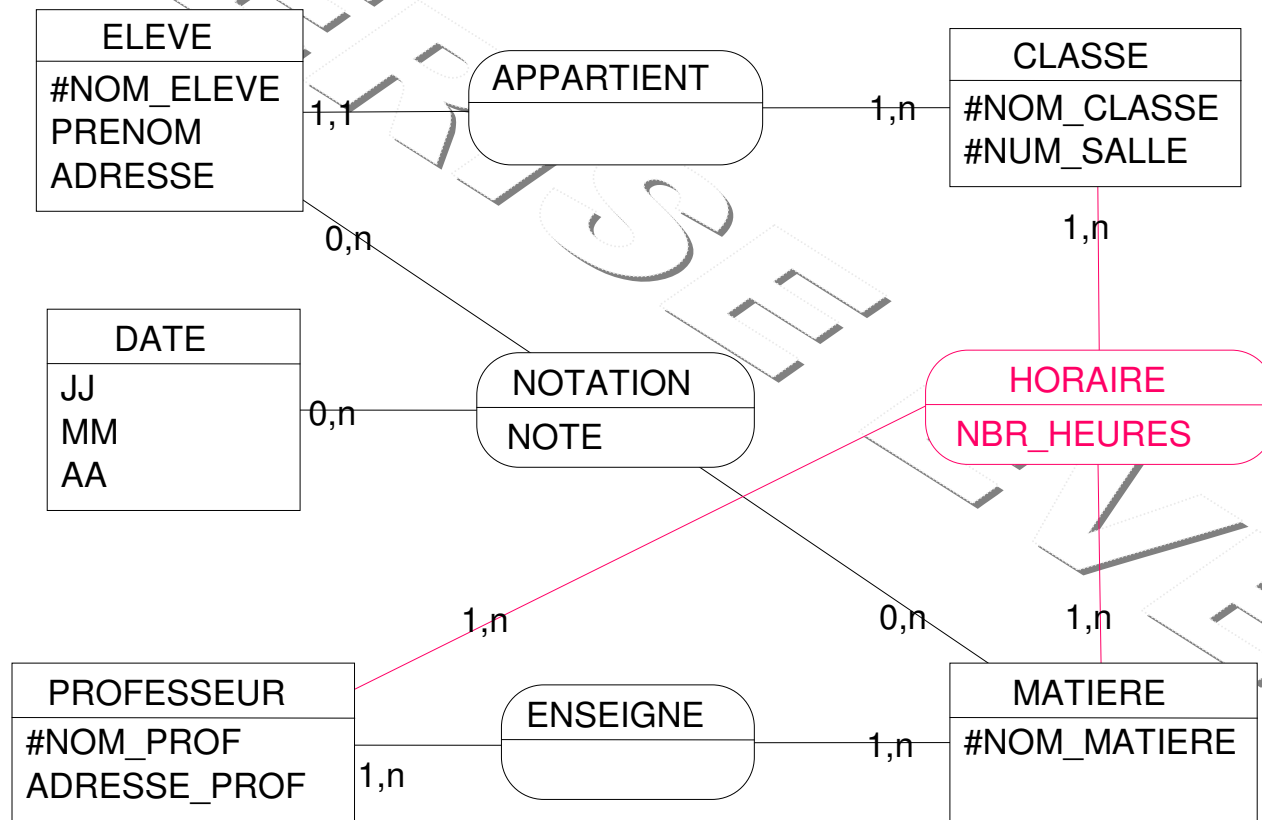 ELEVE
#NOM_ELEVE
PRENOM
ADRESSE
1,1
APPARTIENT
1,n
CLASSE
#NOM_CLASSE
#NUM_SALLE
0,n
1,n
DATE
JJ
MM
AA
0,n
NOTATION
NOTE
HORAIRE
NBR_HEURES
1,n
0,n
1,n
PROFESSEUR
#NOM_PROF
ADRESSE_PROF
1,n
ENSEIGNE
1,n
MATIERE
#NOM_MATIERE